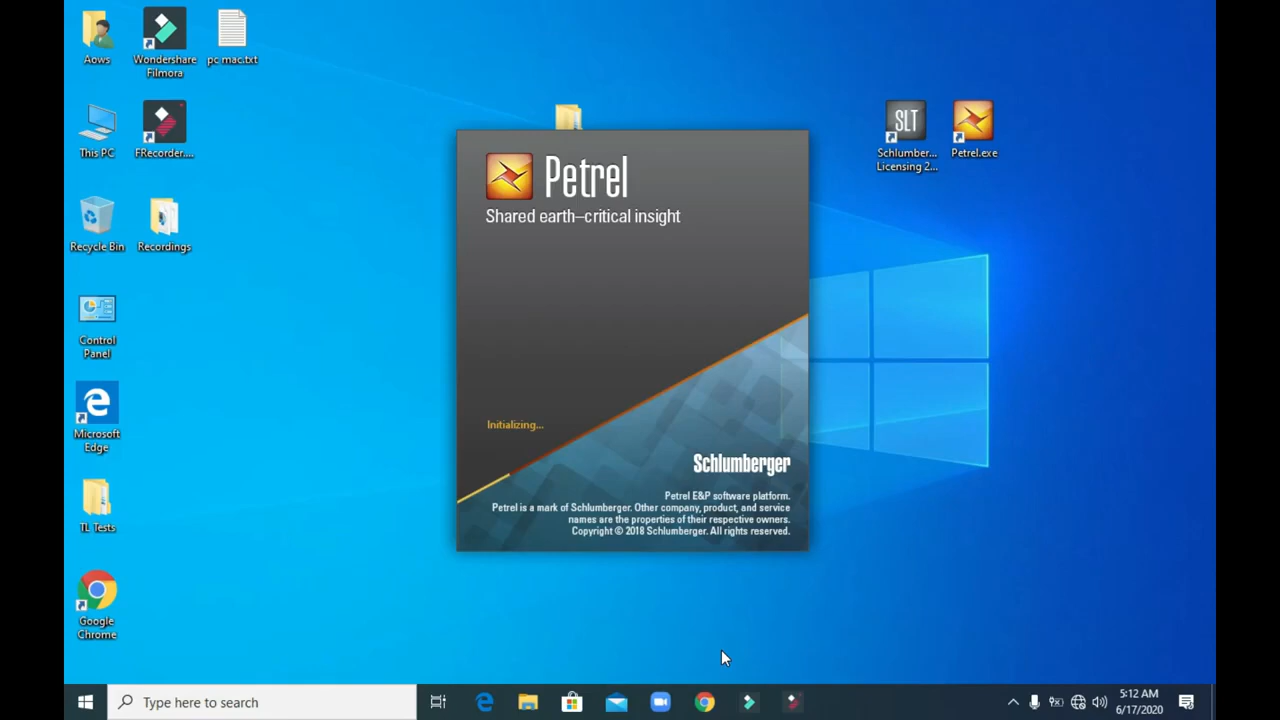 Aows
Wondershare
Filmora
pc mac.txt
This PC
FRecorder....
SLT
Schlumber...
Licensing 2...
Petrel.exe
Recycle Bin
Recordings
Control
Panel
Microsoft
Edge
TL Tests
Google
Chrome
Petrel
Shared earth–critical insight
Initializing...
Schlumberger
Petrel E&P software platform.
Petrel is a mark of Schlumberger. Other company, product, and service
names are the properties of their respective owners.
Copyright © 2018 Schlumberger. All rights reserved.
Type here to search
5:12 AM
6/17/2020